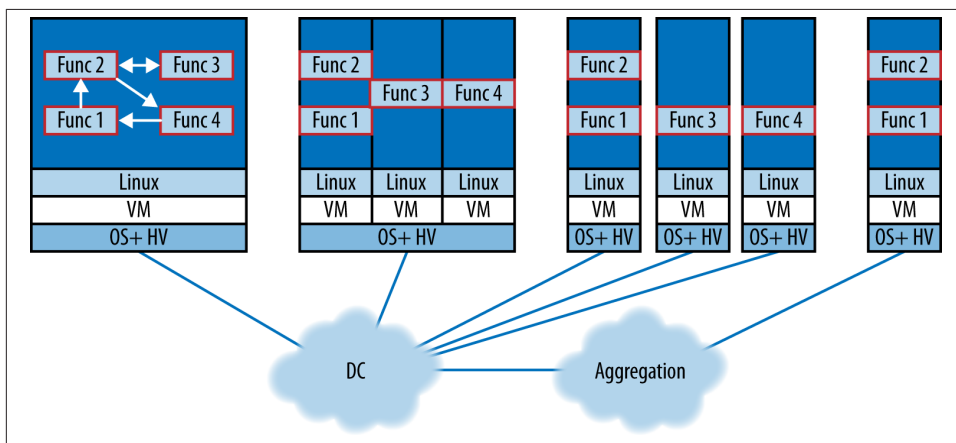 Func 2 Func 3
Func 1 Func 4
Linux
VM
OS+ HV
Func 2
Func 3 Func 4
Func 1
Linux Linux Linux
VM VM VM
OS+ HV
Func 2
Func 1
Linux
VM
OS+ HV
Func 3
Linux
VM
OS+ HV
Func 4
Linux
VM
OS+ HV
Func 2
Func 1
Linux
VM
OS+ HV
DC
Aggregation